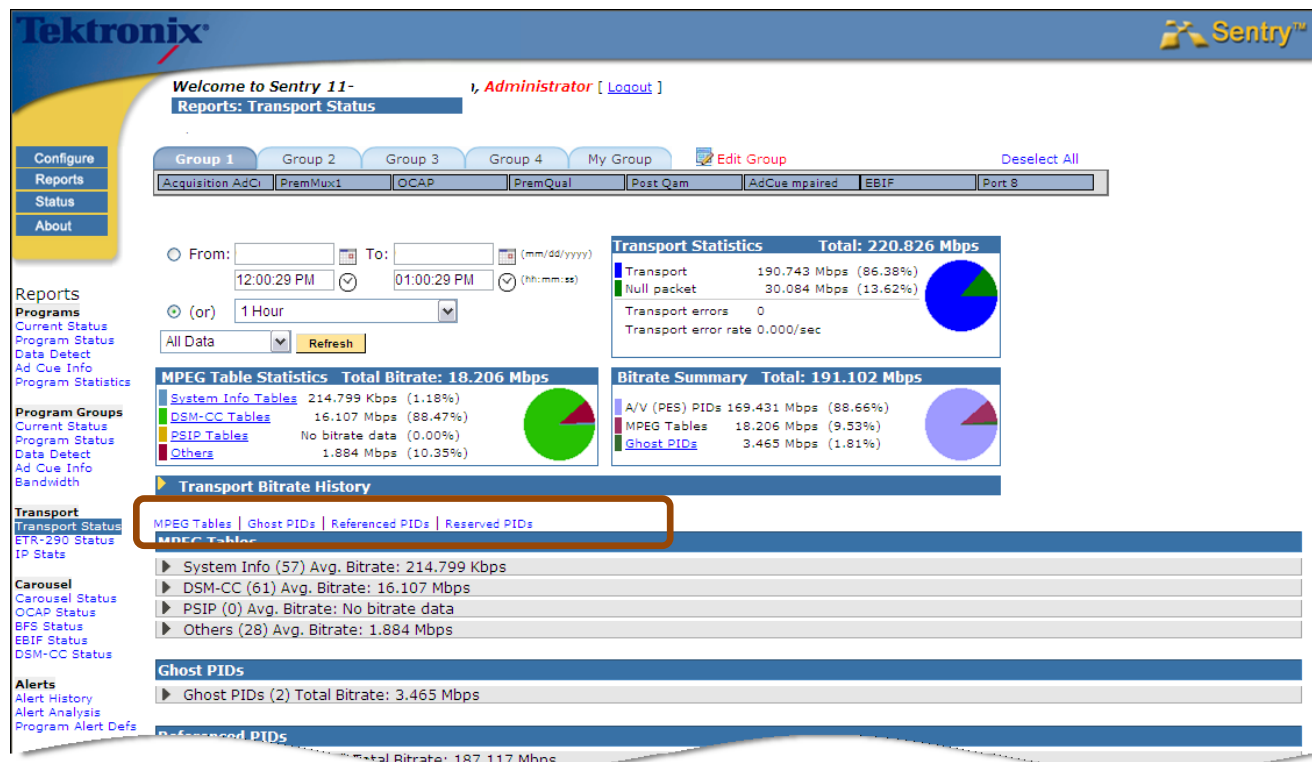 Tektronix®
Sentry™
Welcome to Sentry 11- , Administrator [ Logout ]
Reports: Transport Status
Configure
Reports
Status
About
Group 1 Group 2 Group 3 Group 4 My Group Edit Group Deselect All
Acquisition AdCu PremMux1 OCAP PremQual Post Qam AdCue mpaired EBIF Port 8
From: To: (mm/dd/yyyy)
12:00:29 PM 01:00:29 PM (hh:mm:ss)
(or) 1 Hour
All Data Refresh
Transport Statistics Total: 220.826 Mbps
Transport 190.743 Mbps (86.38%)
Null packet 30.084 Mbps (13.62%)
Transport errors 0
Transport error rate 0.000/sec
MPEG Table Statistics Total Bitrate: 18.206 Mbps
System Info Tables 214.799 Kbps (1.18%)
DSM-CC Tables 16.107 Mbps (88.47%)
PSIP Tables No bitrate data (0.00%)
Others 1.884 Mbps (10.35%)
Bitrate Summary Total: 191.102 Mbps
A/V (PES) PIDs 169.431 Mbps (88.66%)
MPEG Tables 18.206 Mbps (9.53%)
Ghost PIDs 3.465 Mbps (1.81%)
Transport Bitrate History
MPEG Tables | Ghost PIDs | Referenced PIDs | Reserved PIDs
MPEG Tables
System Info (57) Avg. Bitrate: 214.799 Kbps
DSM-CC (61) Avg. Bitrate: 16.107 Mbps
PSIP (0) Avg. Bitrate: No bitrate data
Others (28) Avg. Bitrate: 1.884 Mbps
Ghost PIDs
Ghost PIDs (2) Total Bitrate: 3.465 Mbps
Referenced PIDs
Total Bitrate: 187.117 Mbps
Reports
Programs
Current Status
Program Status
Data Detect
Ad Cue Info
Program Statistics
Program Groups
Current Status
Program Status
Data Detect
Ad Cue Info
Bandwidth
Transport
Transport Status
ETR-290 Status
IP Stats
Carousel
Carousel Status
OCAP Status
BFS Status
EBIF Status
DSM-CC Status
Alerts
Alert History
Alert Analysis
Program Alert Defs